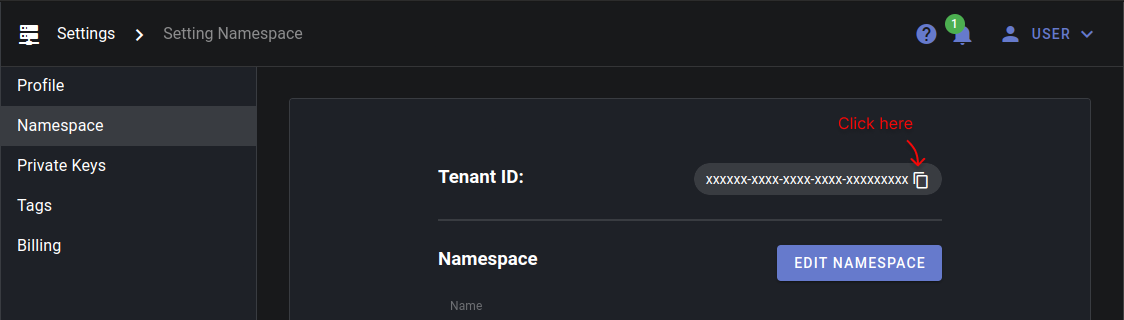 Settings > Setting Namespace
1
USER
Profile
Namespace
Private Keys
Tags
Billing
Click here
Tenant ID: xxxxxx-xxxx-xxxx-xxxx-xxxxxxxxx
Namespace
EDIT NAMESPACE
Name